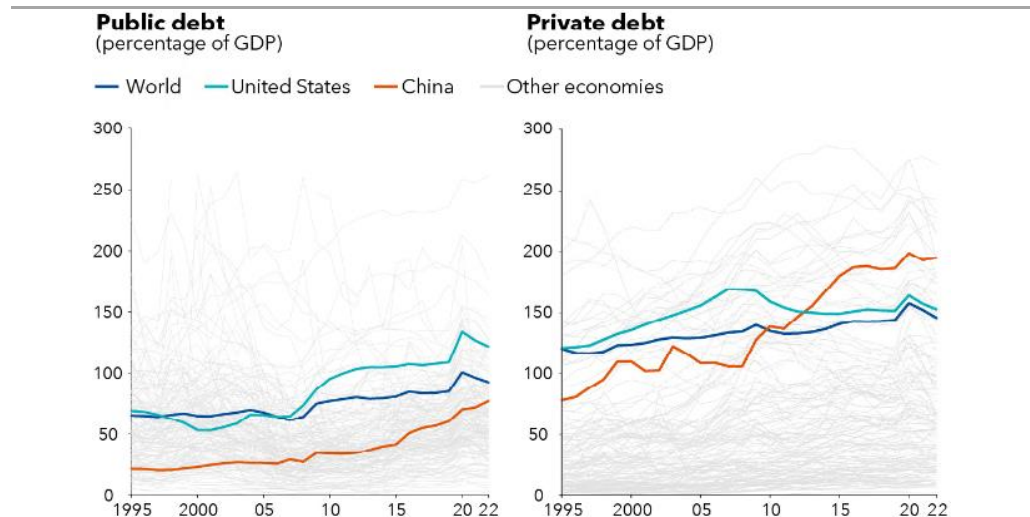 Public debt
(percentage of GDP)
Private debt
(percentage of GDP)
World United States China Other economies
300
250
200
150
100
50
0
1995 2000 05 10 15 20 22
300
250
200
150
100
50
0
1995 2000 05 10 15 20 22